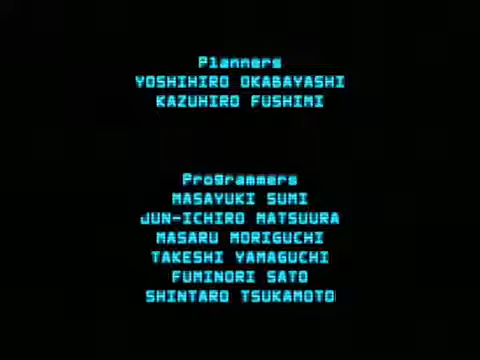 Planners
YOSHIHIRO OKABAYASHI
KAZUHIRO FUSHIMI
Programmers
MASAYUKI SUMI
JUN-ICHIRO MATSUURA
MASARU MORIGUCHI
TAKESHI YAMAGUCHI
FUMINORI SATO
SHINTARO TSUKAMOTO